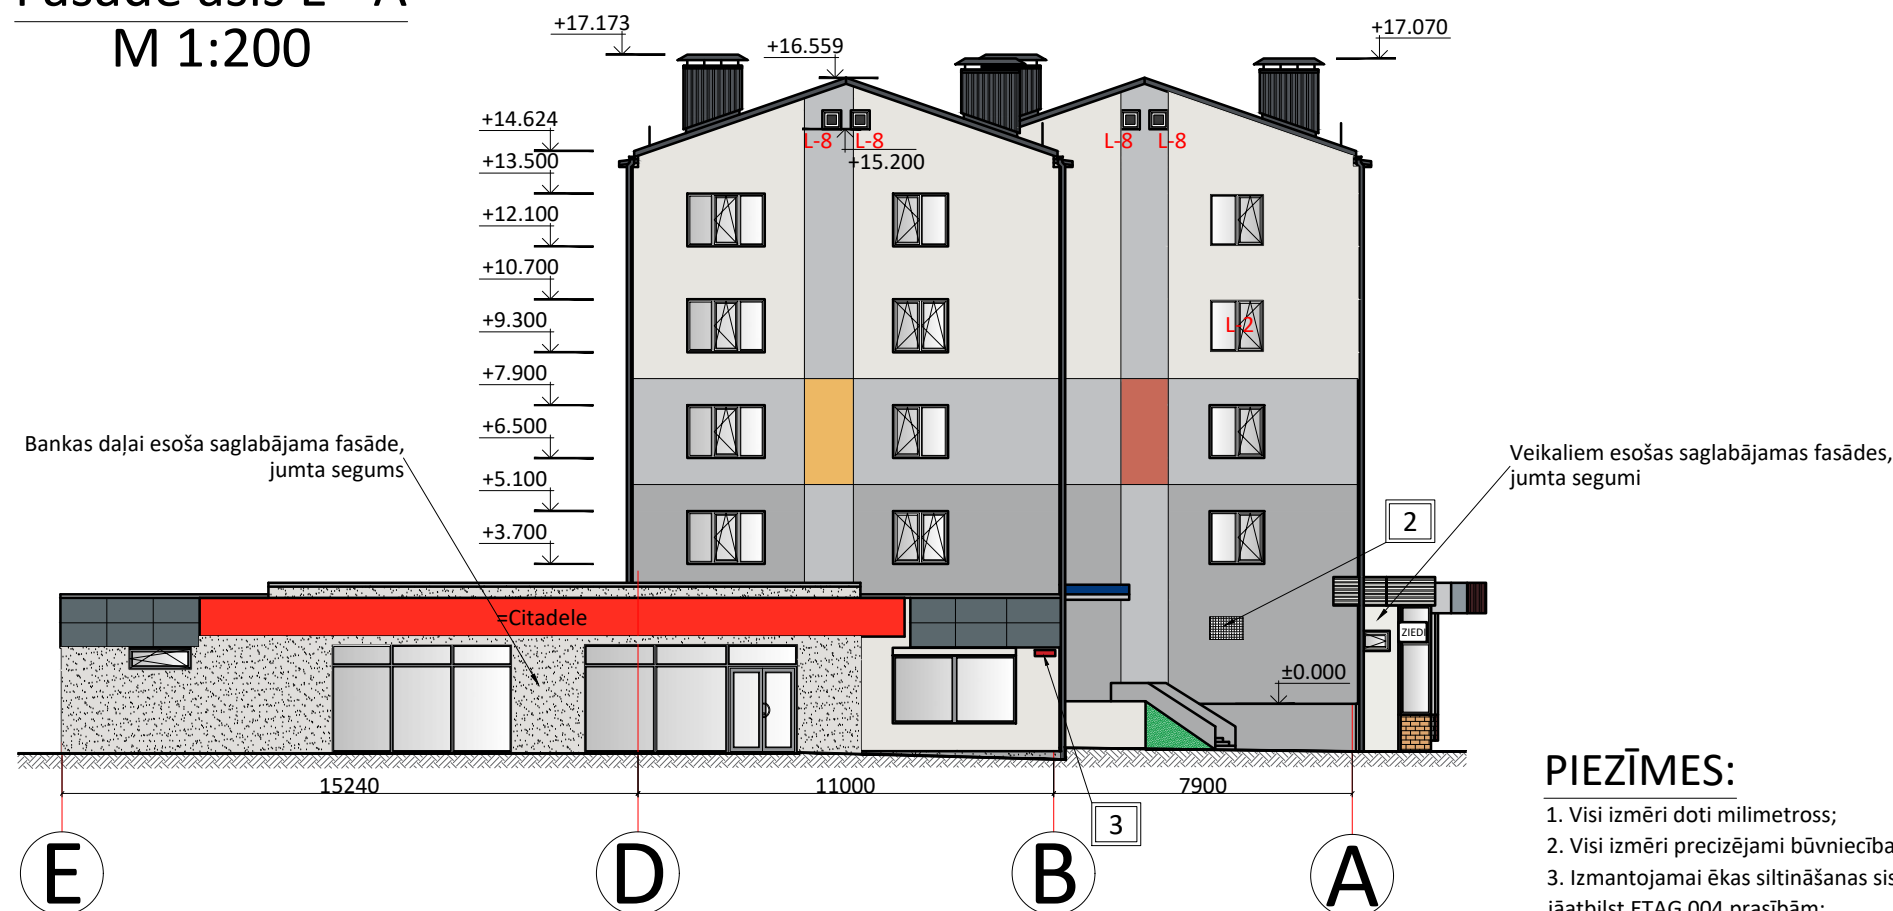 M 1:200
+17.173
+16.559
+17.070
+14.624
+13.500
+12.100
+10.700
+9.300
+7.900
+6.500
+5.100
+3.700
L-8
L-8
+15.200
L-8
L-8
L-2
Bankas daļai esoša saglabājama fasāde,
jumta segums
Veikaliem esošas saglabājamas fasādes,
jumta segumi
2
=Citadele
ZIEDI
±0.000
15240
11000
7900
3
E
D
B
A
PIEZĪMES:
1. Visi izmēri doti milimetross;
2. Visi izmēri precizējami būvniecība
3. Izmantojamai ēkas siltināšanas sis
jāatbilst ETAG 004 prasībām;